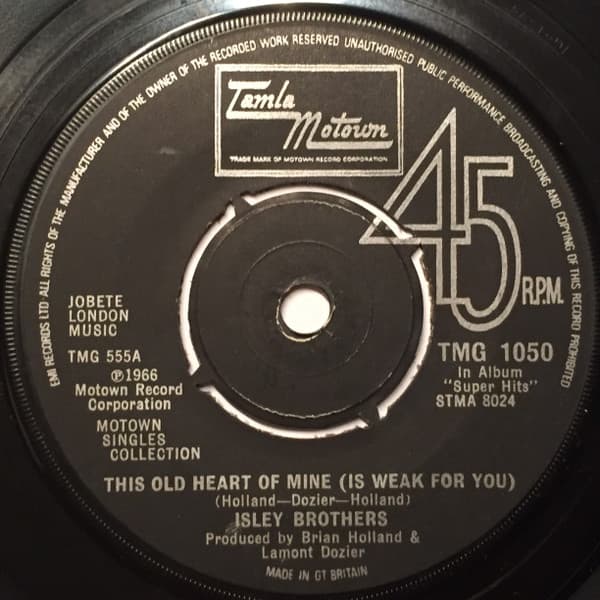 EMI RECORDS LTD ALL RIGHTS OF THE MANUFACTURER AND OF THE OWNER OF THE RECORDED WORK RESERVED UNAUTHORISED PUBLIC PERFORMANCE BROADCASTING AND COPYING OF THIS RECORD PROHIBITED
Tamla
Motown
TRADE MARK OF MOTOWN RECORD CORPORATION
45
R.P.M.
JOBETE
LONDON
MUSIC
TMG 555A
℗1966
Motown Record
Corporation
MOTOWN
SINGLES
COLLECTION
TMG 1050
In Album
"Super Hits"
STMA 8024
THIS OLD HEART OF MINE (IS WEAK FOR YOU)
(Holland—Dozier—Holland)
ISLEY BROTHERS
Produced by Brian Holland &
Lamont Dozier
MADE IN GT BRITAIN